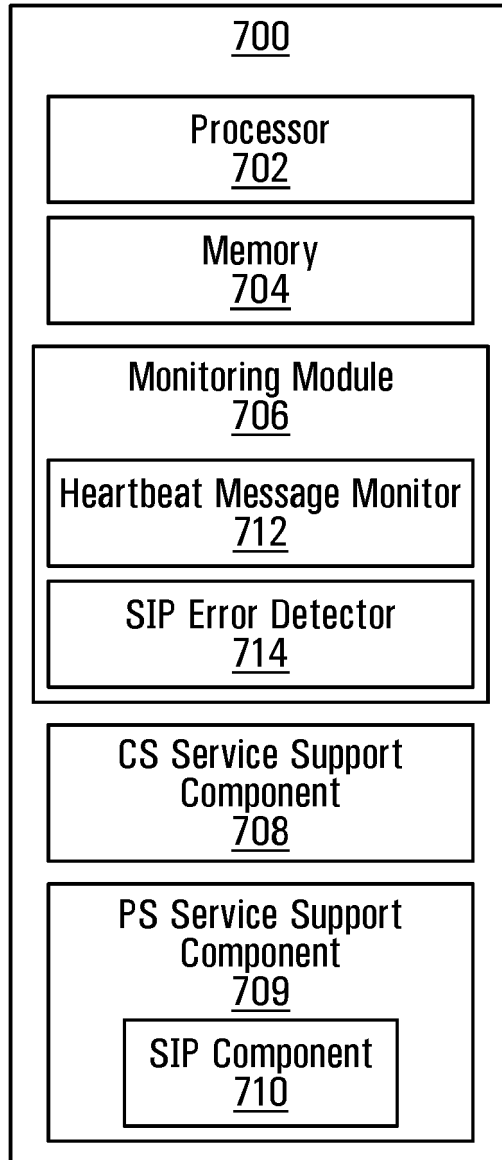 700
Processor
702
Memory
704
Monitoring Module
706
Heartbeat Message Monitor
712
SIP Error Detector
714
CS Service Support
Component
708
PS Service Support
Component
709
SIP Component
710